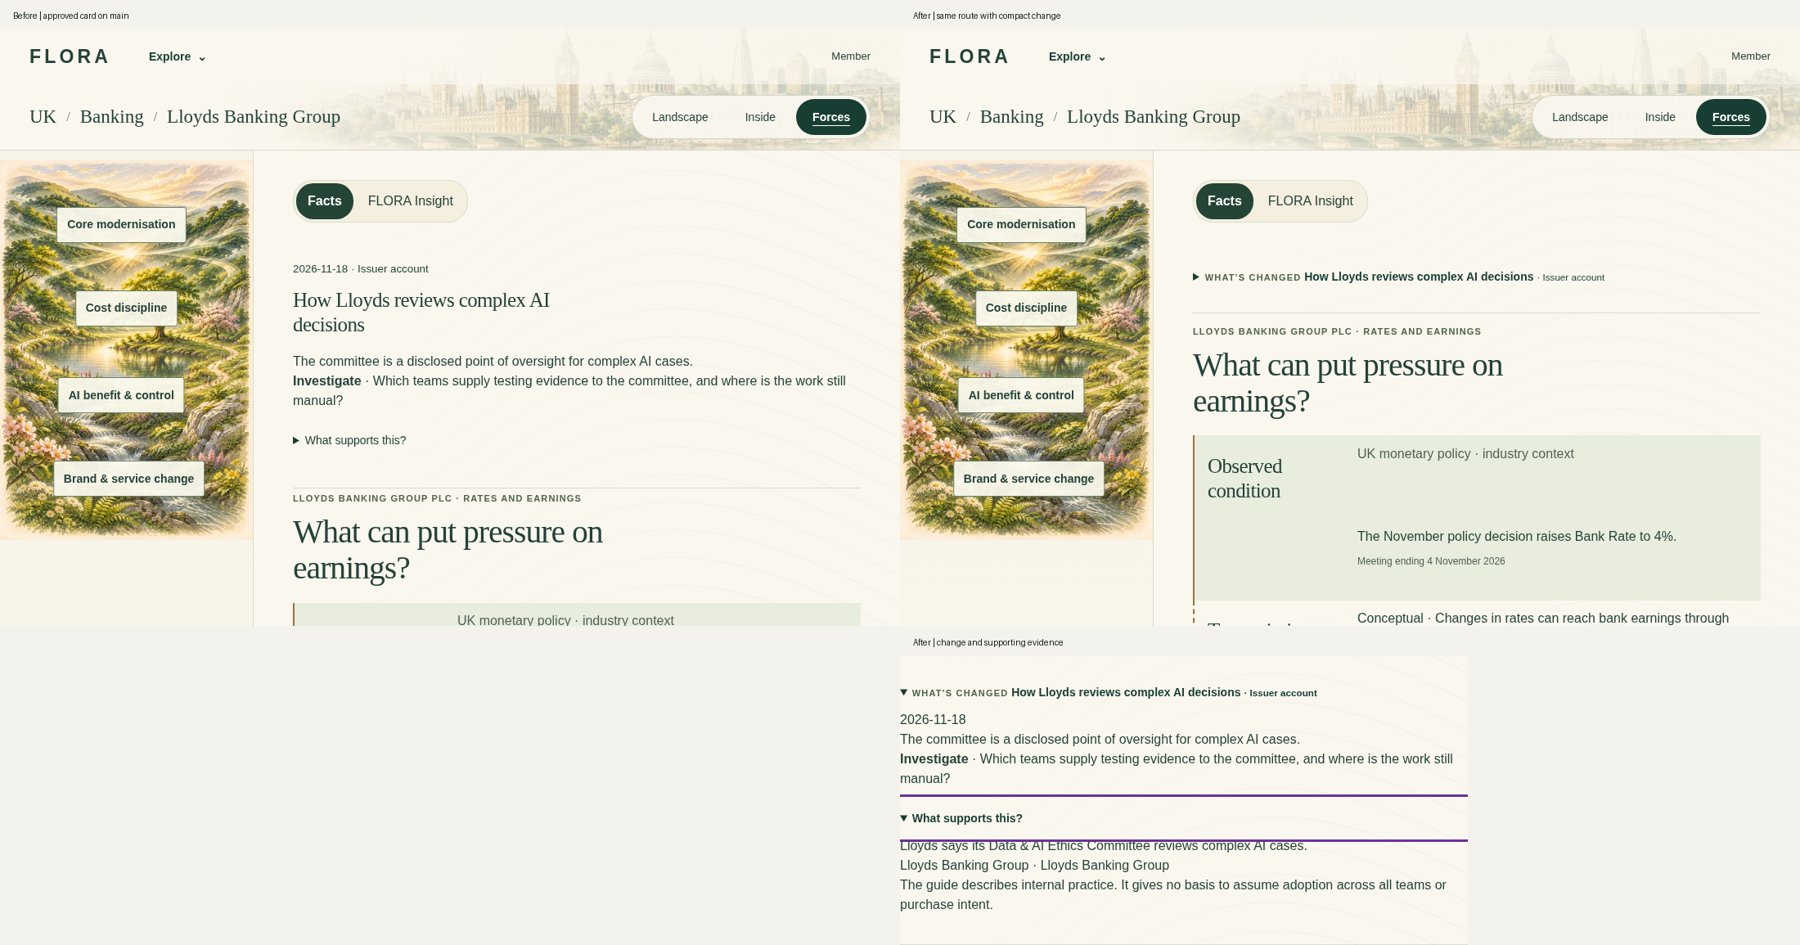 Before | approved card on main
FLORA
Explore
Member
UK / Banking / Lloyds Banking Group
Landscape
Inside
Forces
Core modernisation
Cost discipline
AI benefit & control
Brand & service change
Facts
FLORA Insight
2026-11-18 · Issuer account
How Lloyds reviews complex AI
decisions
The committee is a disclosed point of oversight for complex AI cases.
Investigate · Which teams supply testing evidence to the committee, and where is the work still
manual?
What supports this?
LLOYDS BANKING GROUP PLC · RATES AND EARNINGS
What can put pressure on
earnings?
UK monetary policy · industry context
After | same route with compact change
FLORA
Explore
Member
UK / Banking / Lloyds Banking Group
Landscape
Inside
Forces
Core modernisation
Cost discipline
AI benefit & control
Brand & service change
Facts
FLORA Insight
WHAT'S CHANGED How Lloyds reviews complex AI decisions · Issuer account
LLOYDS BANKING GROUP PLC · RATES AND EARNINGS
What can put pressure on
earnings?
Observed
condition
UK monetary policy · industry context
The November policy decision raises Bank Rate to 4%.
Meeting ending 4 November 2026
Conceptual · Changes in rates can reach bank earnings through
After | change and supporting evidence
WHAT'S CHANGED How Lloyds reviews complex AI decisions · Issuer account
2026-11-18
The committee is a disclosed point of oversight for complex AI cases.
Investigate · Which teams supply testing evidence to the committee, and where is the work still
manual?
What supports this?
Lloyds says its Data & AI Ethics Committee reviews complex AI cases.
Lloyds Banking Group · Lloyds Banking Group
The guide describes internal practice. It gives no basis to assume adoption across all teams or
purchase intent.